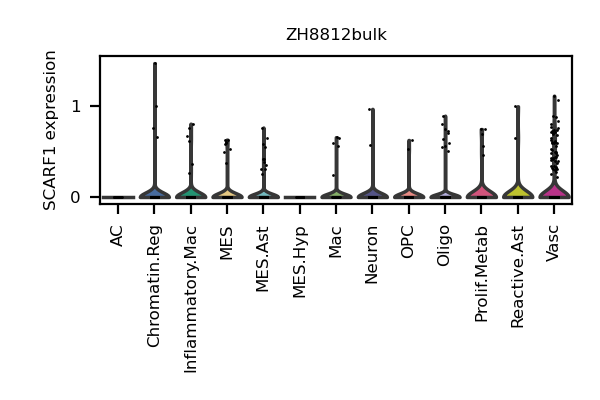 ZH8812bulk
SCARF1 expression
1
0
AC
Chromatin.Reg
Inflammatory.Mac
MES
MES.Ast
MES.Hyp
Mac
Neuron
OPC
Oligo
Prolif.Metab
Reactive.Ast
Vasc